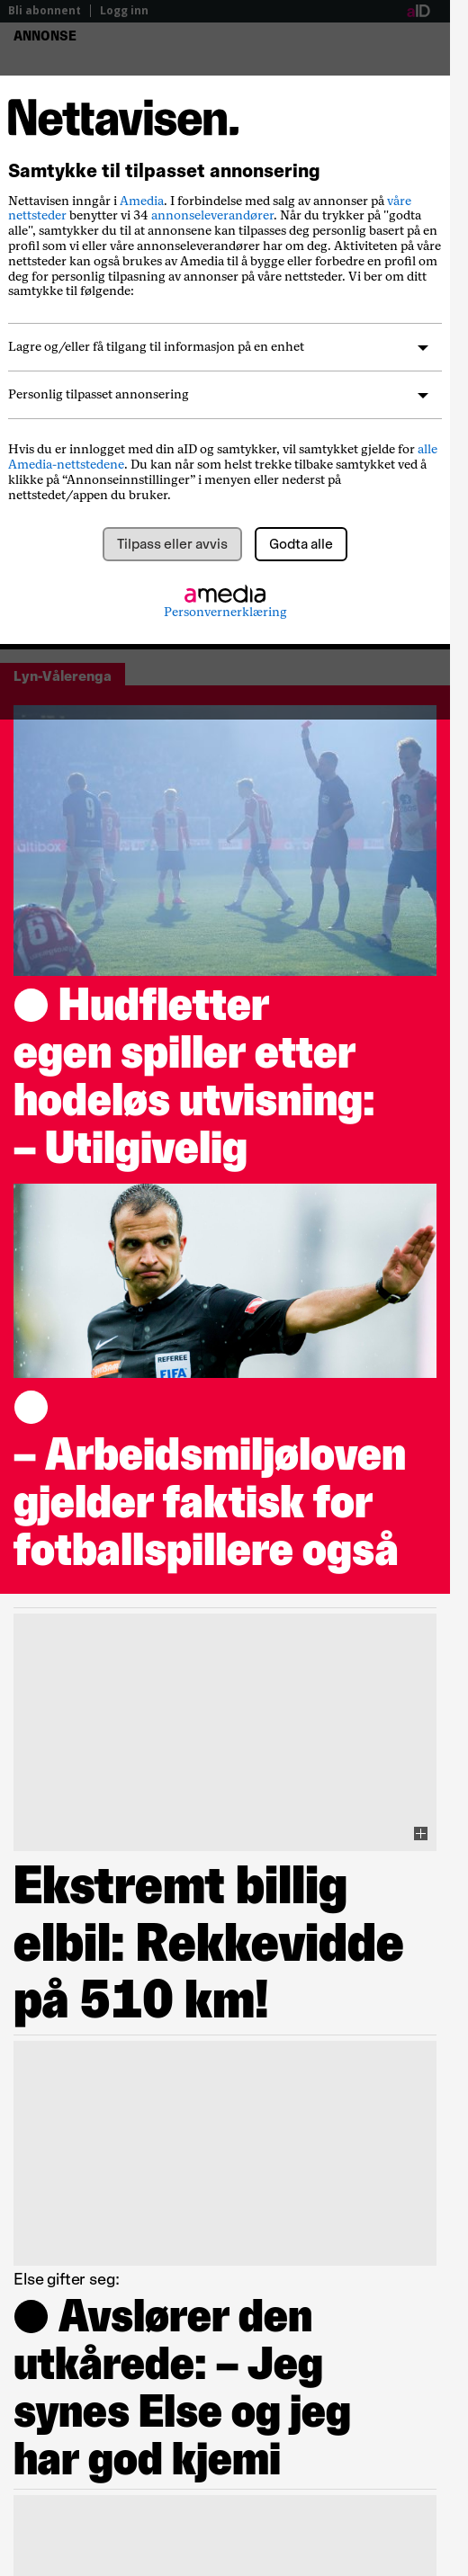 Bli abonnent | Logg inn
aID
ANNONSE
Nettavisen.
Samtykke til tilpasset annonsering
Nettavisen inngår i Amedia. I forbindelse med salg av annonser på våre
nettsteder benytter vi 34 annonseleverandører. Når du trykker på "godta
alle", samtykker du til at annonsene kan tilpasses deg personlig basert på en
profil som vi eller våre annonseleverandører har om deg. Aktiviteten på våre
nettsteder kan også brukes av Amedia til å bygge eller forbedre en profil om
deg for personlig tilpasning av annonser på våre nettsteder. Vi ber om ditt
samtykke til følgende:
Lagre og/eller få tilgang til informasjon på en enhet
Personlig tilpasset annonsering
Hvis du er innlogget med din aID og samtykker, vil samtykket gjelde for alle
Amedia-nettstedene. Du kan når som helst trekke tilbake samtykket ved å
klikke på “Annonseinnstillinger” i menyen eller nederst på
nettstedet/appen du bruker.
Tilpass eller avvis
Godta alle
amedia
Personvernerklæring
Lyn-Vålerenga
9
altibox
16
● Hudfletter
egen spiller etter
hodeløs utvisning:
– Utilgivelig
REFEREE
FIFA
●
– Arbeidsmiljøloven
gjelder faktisk for
fotballspillere også
Ekstremt billig
elbil: Rekkevidde
på 510 km!
Else gifter seg:
● Avslører den
utkårede: – Jeg
synes Else og jeg
har god kjemi